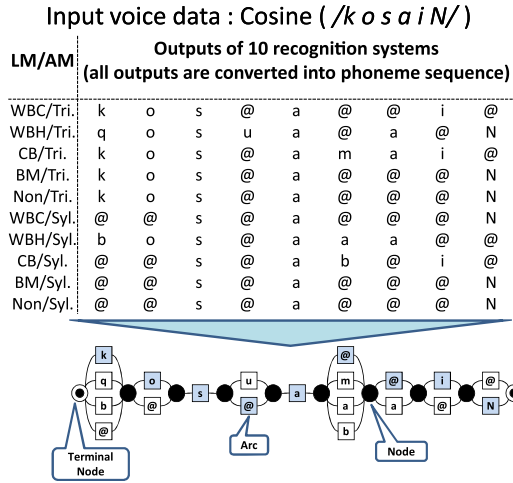 Input voice data : Cosine ( /k o s a i N/ )
LM/AM
Outputs of 10 recognition systems
(all outputs are converted into phoneme sequence)
WBC/Tri. k o s @ a @ @ i @
WBH/Tri. q o s u a @ a @ N
CB/Tri. k o s @ a m a i @
BM/Tri. k o s @ a @ @ @ N
Non/Tri. k o s @ a @ @ @ N
WBC/Syl. @ @ s @ a @ @ @ N
WBH/Syl. b o s @ a a a @ @
CB/Syl. @ @ s @ a b @ i @
BM/Syl. @ @ s @ a @ @ @ N
Non/Syl. @ @ s @ a @ @ @ N
k @
q o u m @ i @
s a
b @ @ a a @ N
@ b
Terminal
Node
Arc
Node